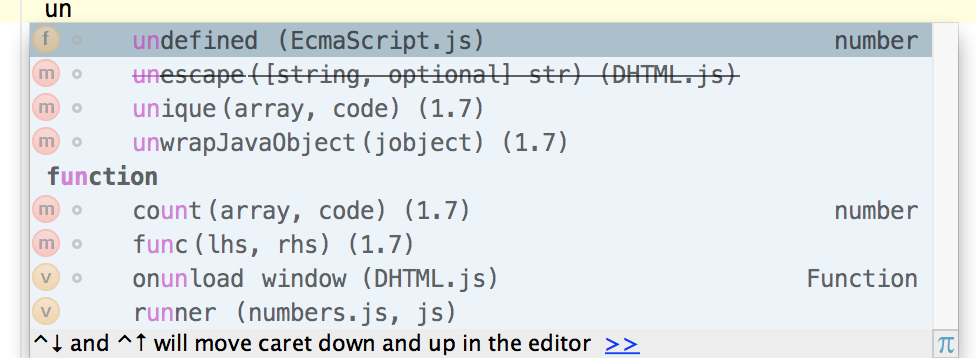 un
f undefined (EcmaScript.js) number
m unescape([string, optional] str) (DHTML.js)
m unique(array, code) (1.7)
m unwrapJavaObject(jobject) (1.7)
function
m count(array, code) (1.7) number
m func(lhs, rhs) (1.7)
v onunload window (DHTML.js) Function
v runner (numbers.js, js)
^↓ and ^↑ will move caret down and up in the editor >> π